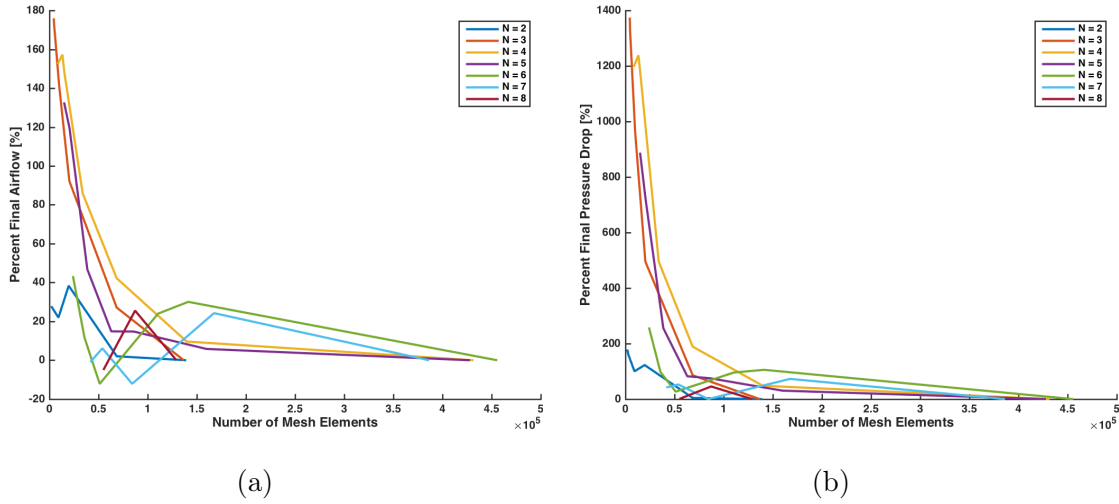 180
160
140
120
100
80
60
40
20
0
-20
Percent Final Airflow [%]
N = 2
N = 3
N = 4
N = 5
N = 6
N = 7
N = 8
0 0.5 1 1.5 2 2.5 3 3.5 4 4.5 5
Number of Mesh Elements
×10⁵
(a)
1400
1200
1000
800
600
400
200
0
Percent Final Pressure Drop [%]
N = 2
N = 3
N = 4
N = 5
N = 6
N = 7
N = 8
0 0.5 1 1.5 2 2.5 3 3.5 4 4.5 5
Number of Mesh Elements
×10⁵
(b)